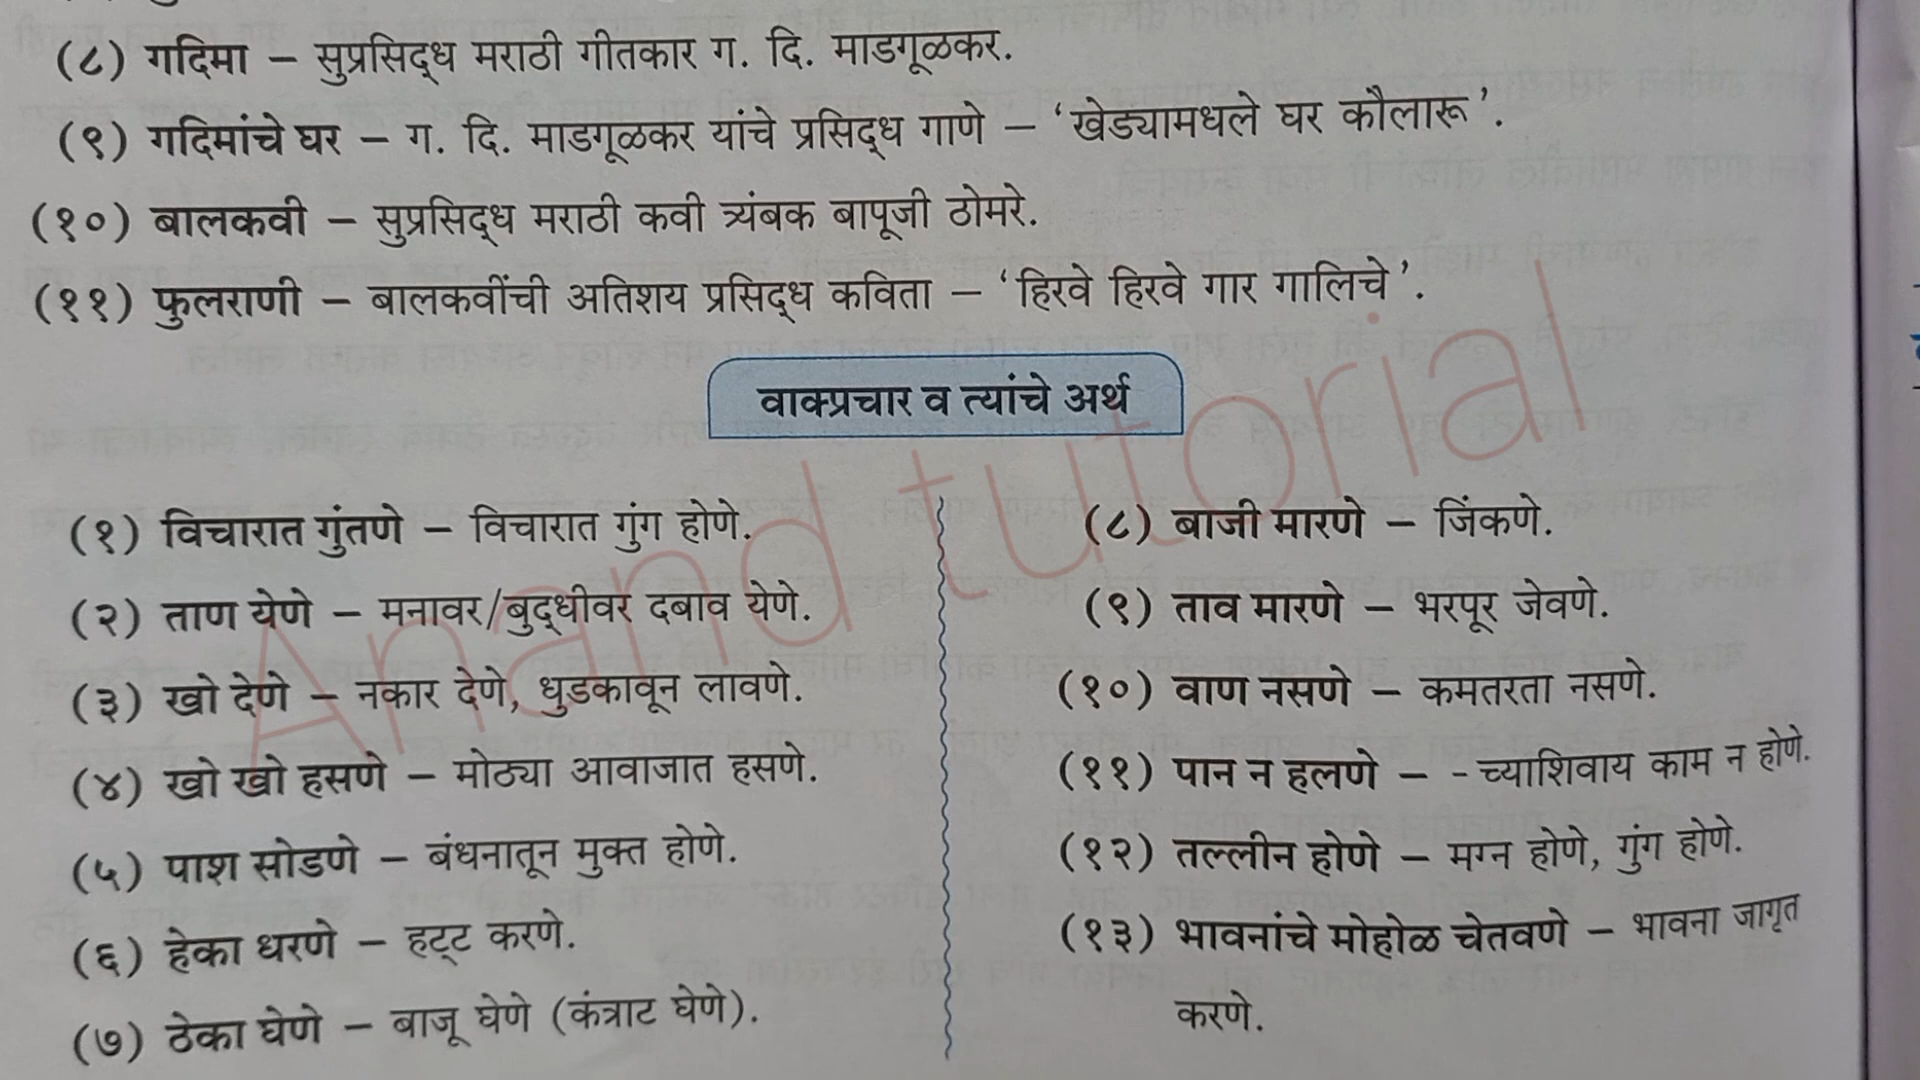 (८) गदिमा – सुप्रसिद्ध मराठी गीतकार ग. दि. माडगूळकर.
(९) गदिमांचे घर – ग. दि. माडगूळकर यांचे प्रसिद्ध गाणे – ‘खेड्यामधले घर कौलारू’.
(१०) बालकवी – सुप्रसिद्ध मराठी कवी त्र्यंबक बापूजी ठोमरे.
(११) फुलराणी – बालकवींची अतिशय प्रसिद्ध कविता – ‘हिरवे हिरवे गार गालिचे’.
वाक्प्रचार व त्यांचे अर्थ
(१) विचारात गुंतणे – विचारात गुंग होणे.
(२) ताण येणे – मनावर/बुद्धीवर दबाव येणे.
(३) खो देणे – नकार देणे, धुडकावून लावणे.
(४) खो खो हसणे – मोठ्या आवाजात हसणे.
(५) पाश सोडणे – बंधनातून मुक्त होणे.
(६) हेका धरणे – हट्ट करणे.
(७) ठेका घेणे – बाजू घेणे (कंत्राट घेणे).
(८) बाजी मारणे – जिंकणे.
(९) ताव मारणे – भरपूर जेवणे.
(१०) वाण नसणे – कमतरता नसणे.
(११) पान न हलणे – -च्याशिवाय काम न होणे.
(१२) तल्लीन होणे – मग्न होणे, गुंग होणे.
(१३) भावनांचे मोहोळ चेतवणे – भावना जागृत
करणे.
Anand tutorial